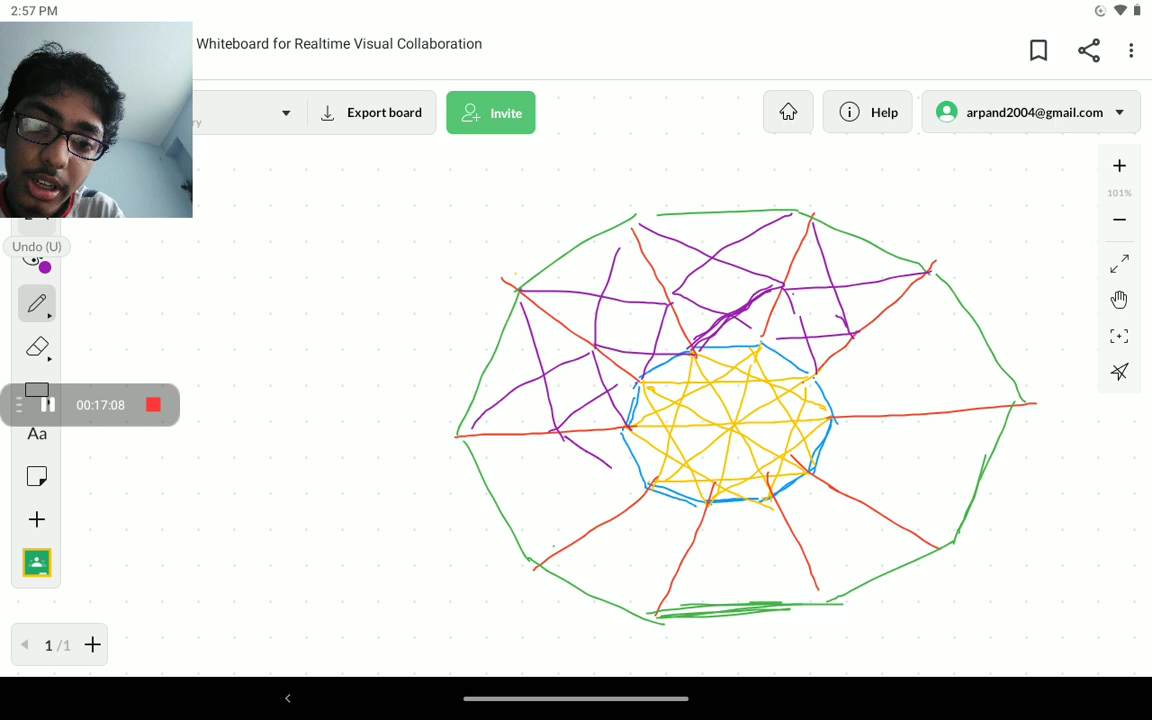 2:57 PM
Whiteboard for Realtime Visual Collaboration
Export board
Invite
Help
arpand2004@gmail.com
101%
Undo (U)
00:17:08
Aa
1 /1